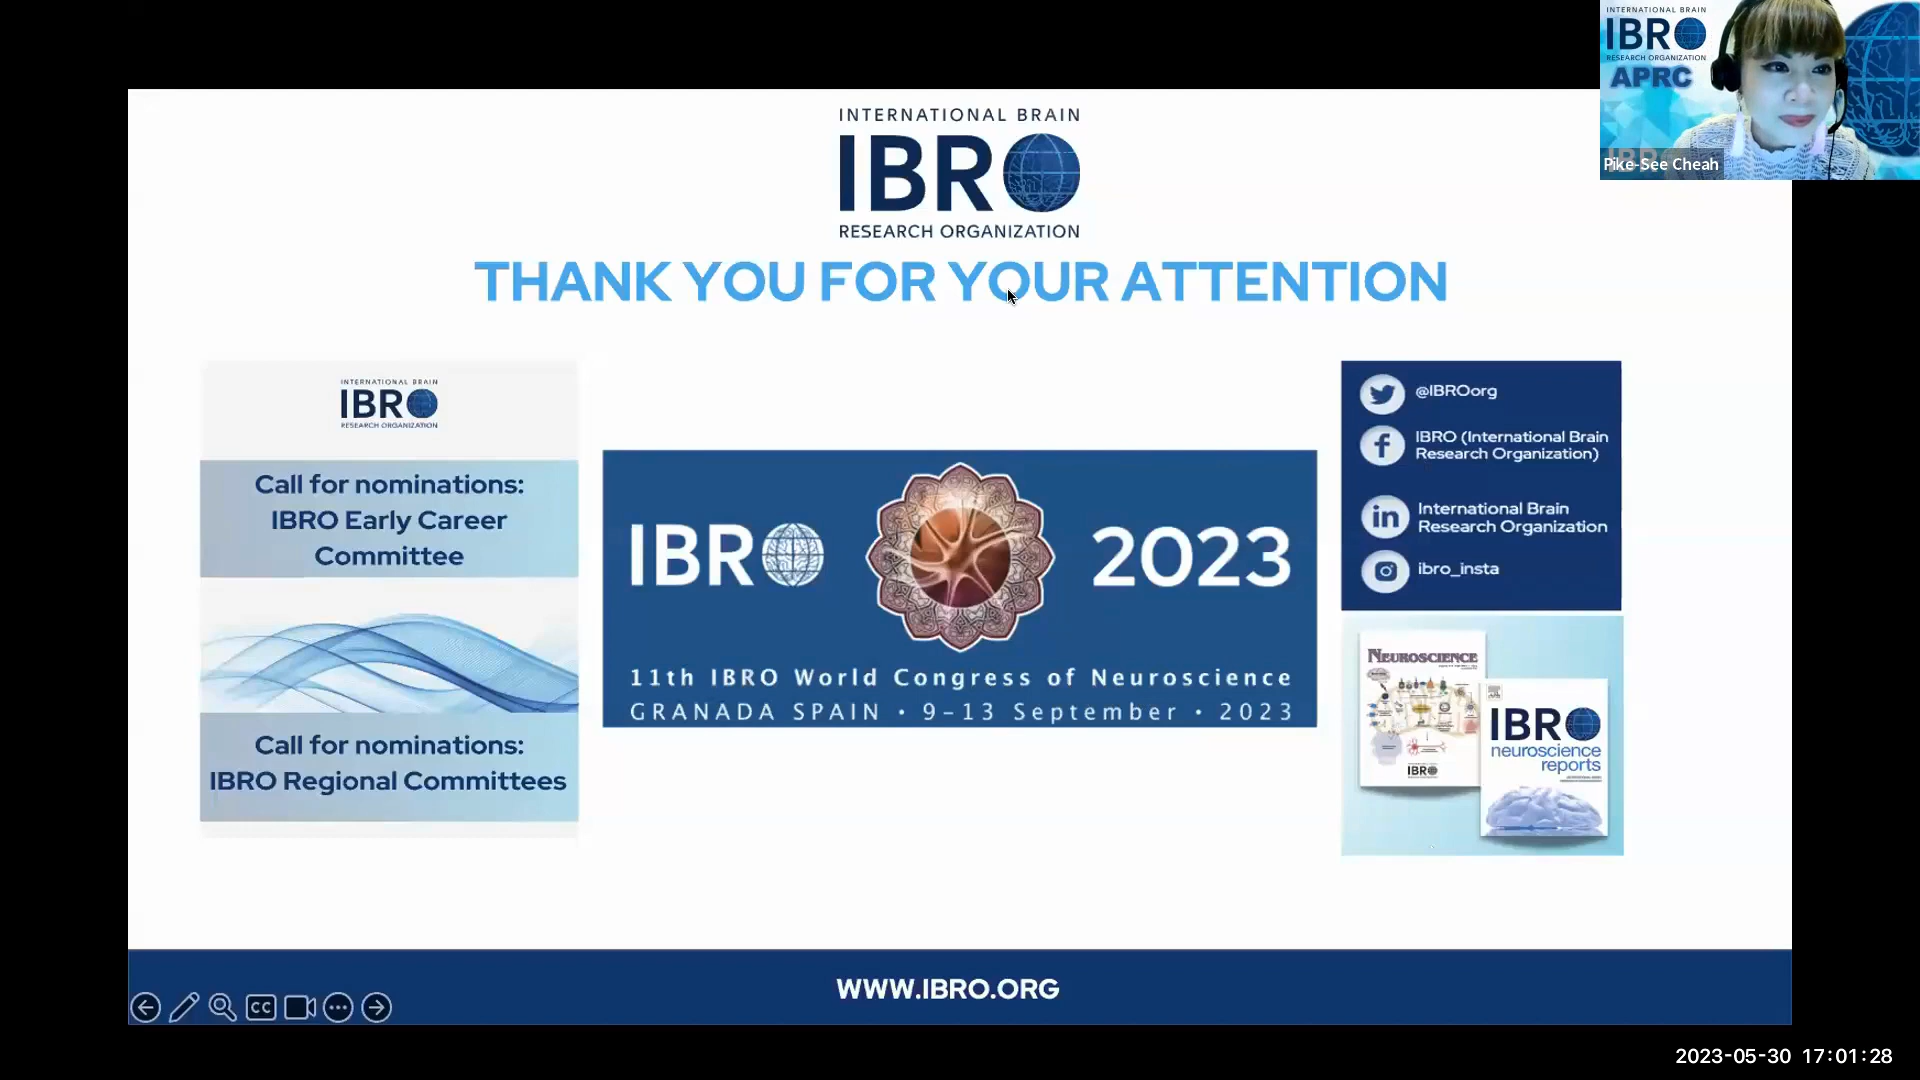 INTERNATIONAL BRAIN
IBRO
RESEARCH ORGANIZATION
APRC
Pike-See Cheah
INTERNATIONAL BRAIN
IBRO
RESEARCH ORGANIZATION
THANK YOU FOR YOUR ATTENTION
INTERNATIONAL BRAIN
IBRO
RESEARCH ORGANIZATION
Call for nominations:
IBRO Early Career
Committee
Call for nominations:
IBRO Regional Committees
IBRO 2023
11th IBRO World Congress of Neuroscience
GRANADA SPAIN • 9–13 September • 2023
@IBROorg
IBRO (International Brain
Research Organization)
International Brain
Research Organization
ibro_insta
NEUROSCIENCE
IBRO
IBRO
neuroscience
reports
WWW.IBRO.ORG
CC
2023-05-30 17:01:28